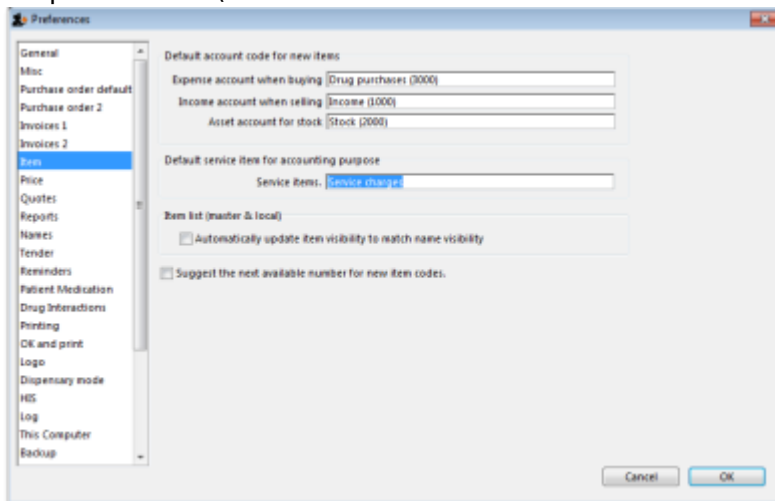 Preferences
General
Misc
Purchase order default
Purchase order 2
Invoices 1
Invoices 2
Item
Price
Quotes
Reports
Names
Tender
Reminders
Patient Medication
Drug Interactions
Printing
OK and print
Logo
Dispensary mode
HIS
Log
This Computer
Backup
Default account code for new items
Expense account when buying Drug purchases (3000)
Income account when selling Income (1000)
Asset account for stock Stock (2000)
Default service item for accounting purpose
Service items. Service charges
Item list (master & local)
Automatically update item visibility to match name visibility
Suggest the next available number for new item codes.
Cancel OK